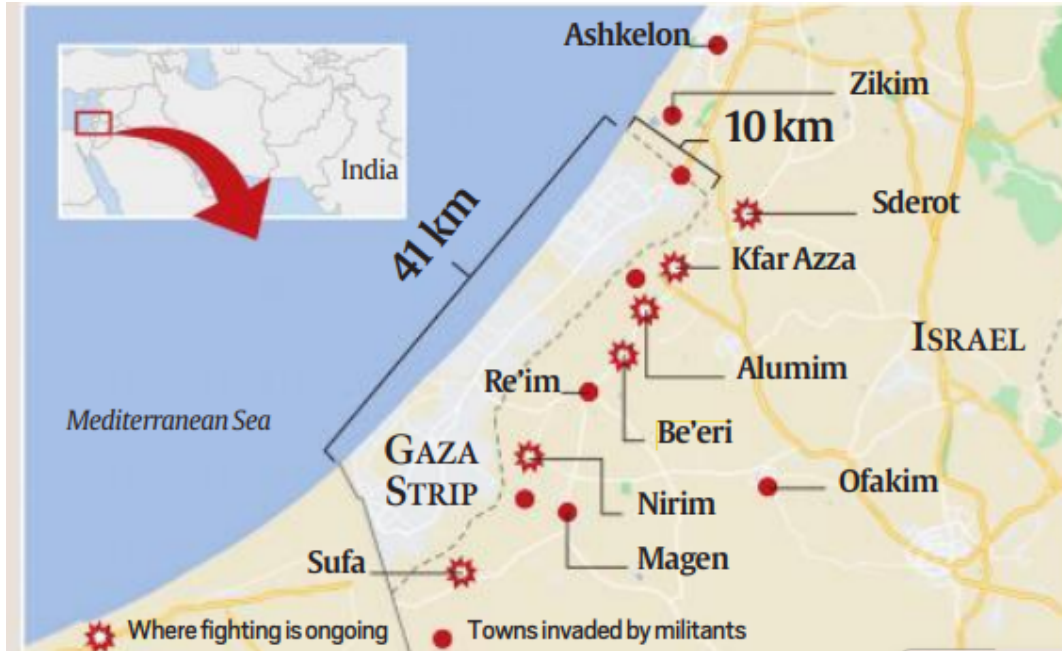 Ashkelon
Zikim
10 km
India
Sderot
41 km
Kfar Azza
ISRAEL
Alumim
Re'im
Mediterranean Sea
Be'eri
GAZA
STRIP
Ofakim
Nirim
Magen
Sufa
Where fighting is ongoing
Towns invaded by militants